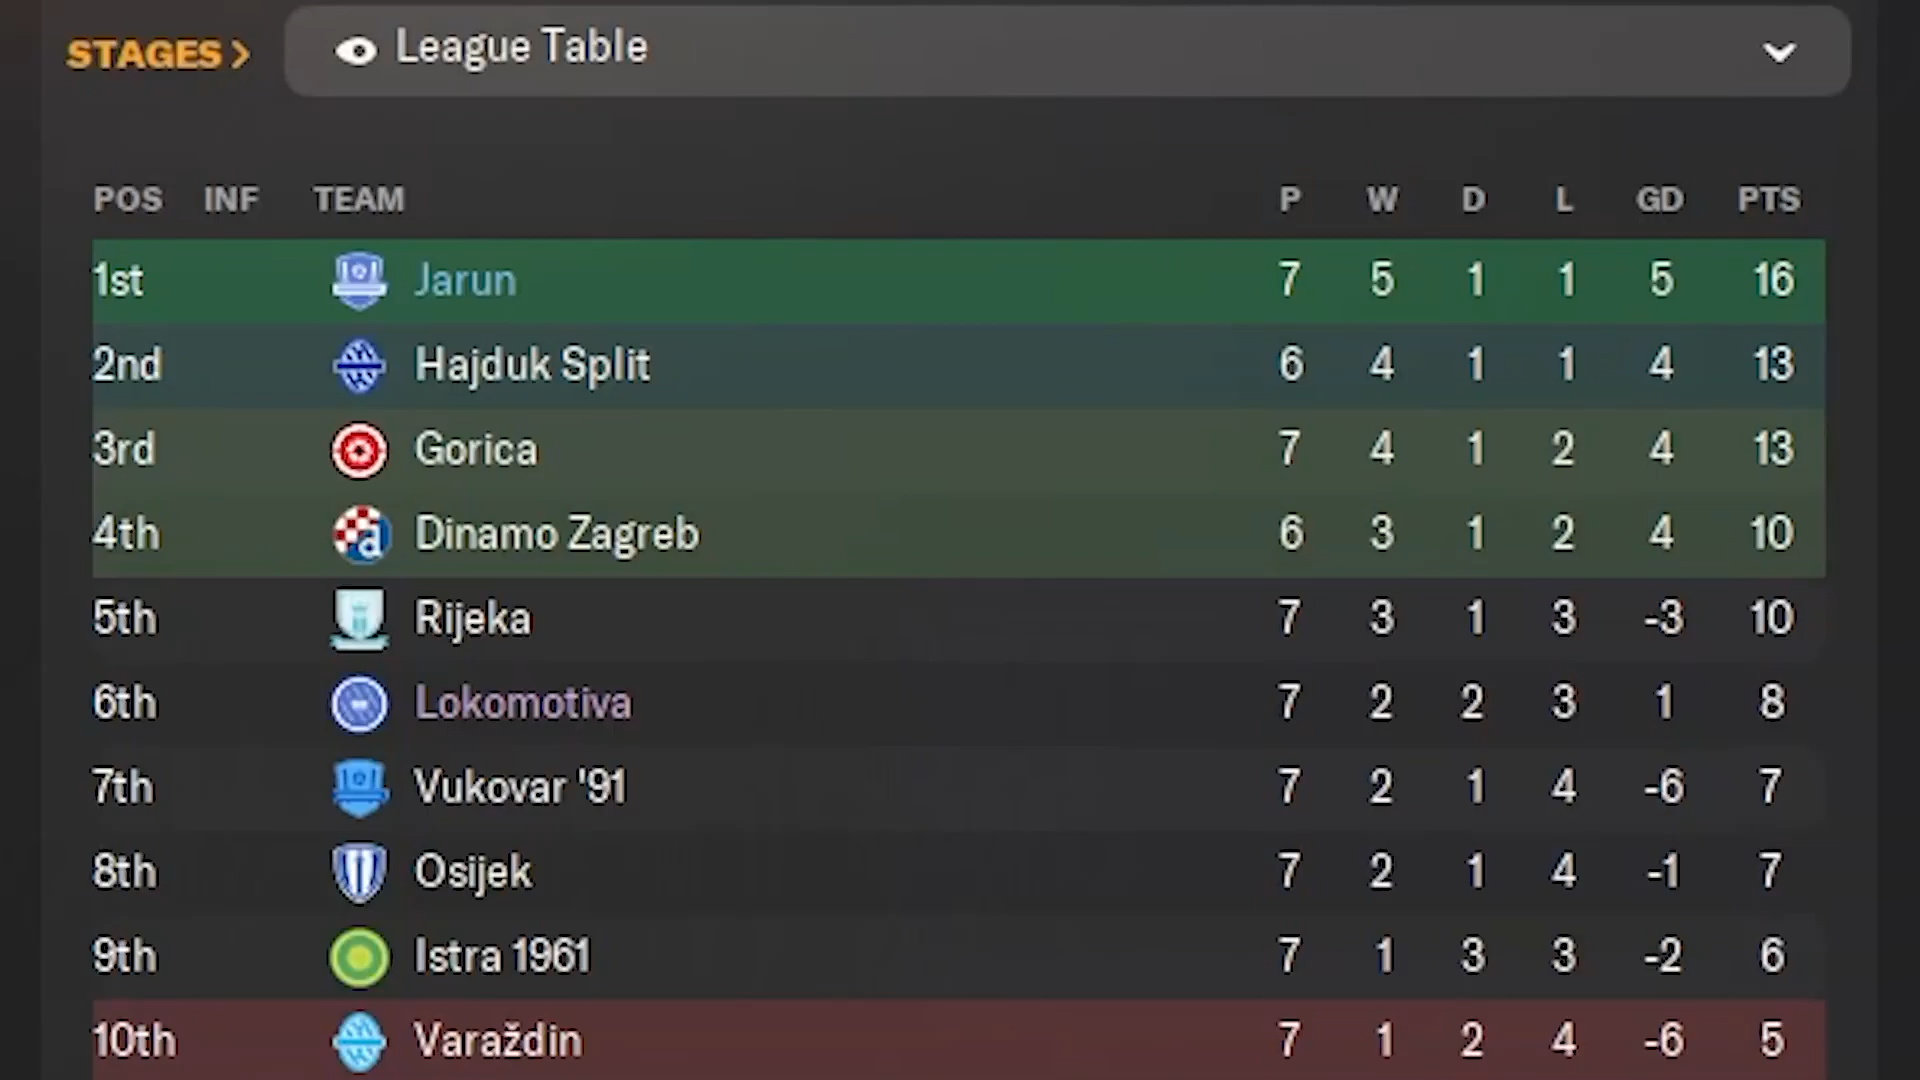 STAGES > League Table
POS INF TEAM P W D L GD PTS
1st Jarun 7 5 1 1 5 16
2nd Hajduk Split 6 4 1 1 4 13
3rd Gorica 7 4 1 2 4 13
4th Dinamo Zagreb 6 3 1 2 4 10
5th Rijeka 7 3 1 3 -3 10
6th Lokomotiva 7 2 2 3 1 8
7th Vukovar '91 7 2 1 4 -6 7
8th Osijek 7 2 1 4 -1 7
9th Istra 1961 7 1 3 3 -2 6
10th Varaždin 7 1 2 4 -6 5